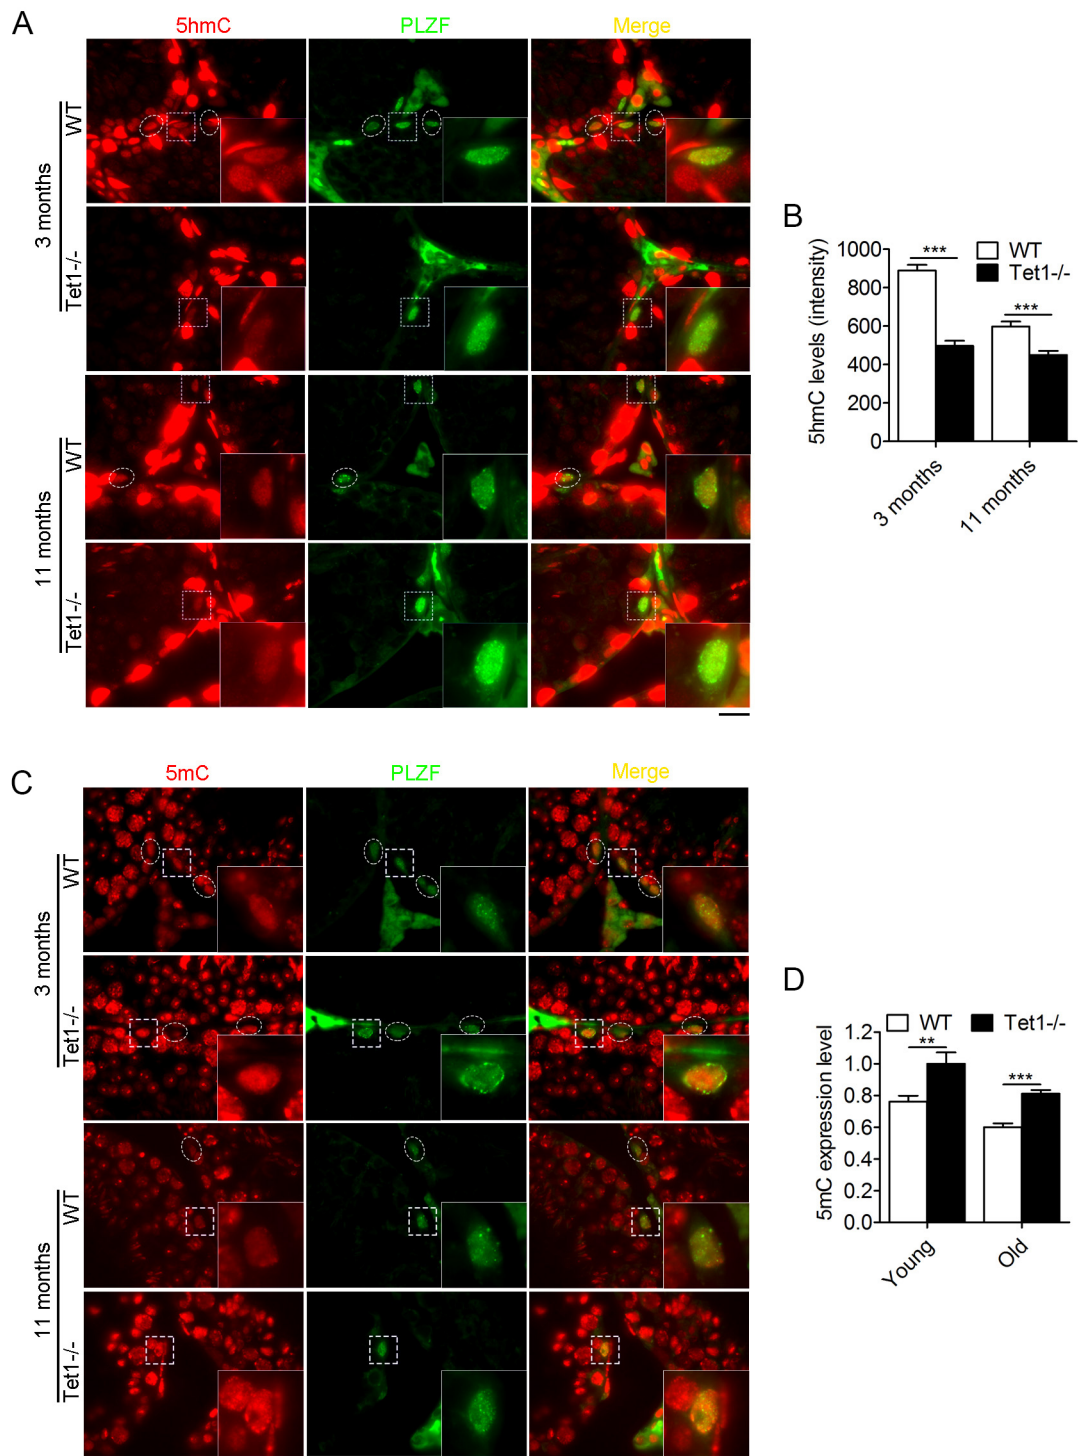 A
5hmC PLZF Merge
3 months
WT
Tet1-/-
11 months
WT
Tet1-/-
B
WT
Tet1-/-
5hmC levels (intensity)
1000
800
600
400
200
0
***
***
3 months
11 months
C
5mC PLZF Merge
3 months
WT
Tet1-/-
11 months
WT
Tet1-/-
D
WT Tet1-/-
5mC expression level
1.2
1.0
0.8
0.6
0.4
0.2
0.0
**
***
Young
Old